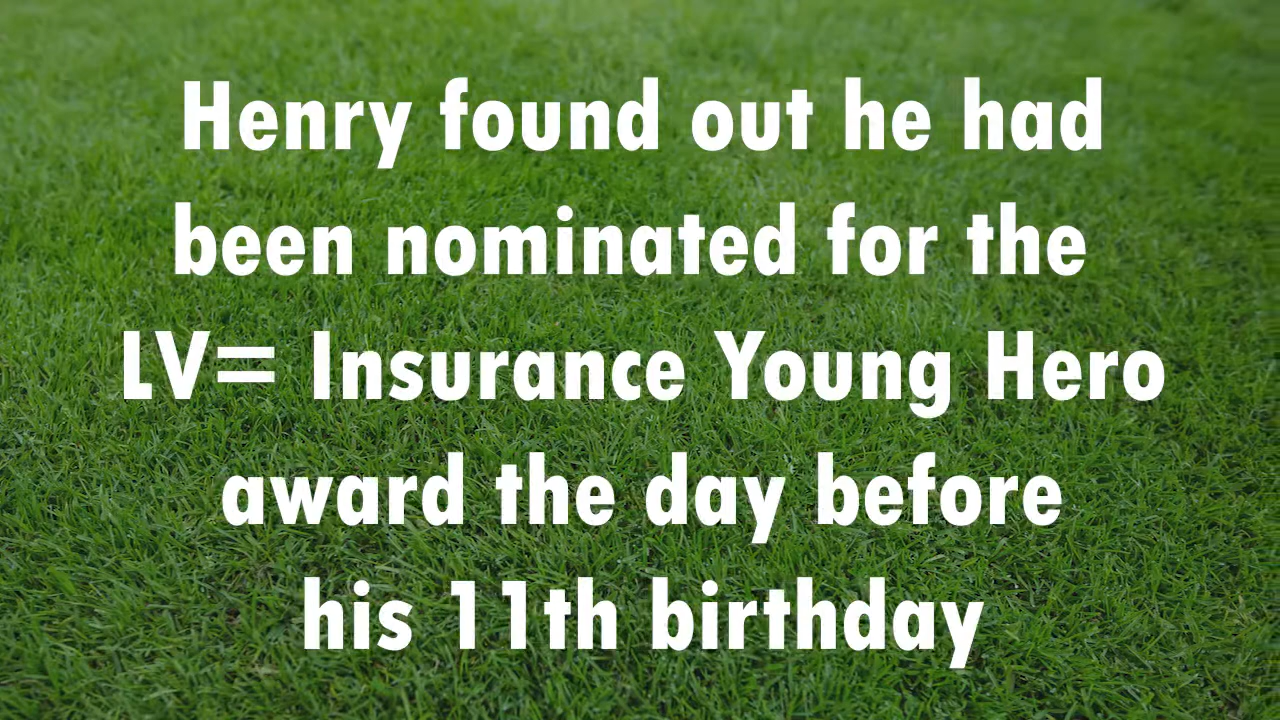 Henry found out he had
been nominated for the
LV= Insurance Young Hero
award the day before
his 11th birthday